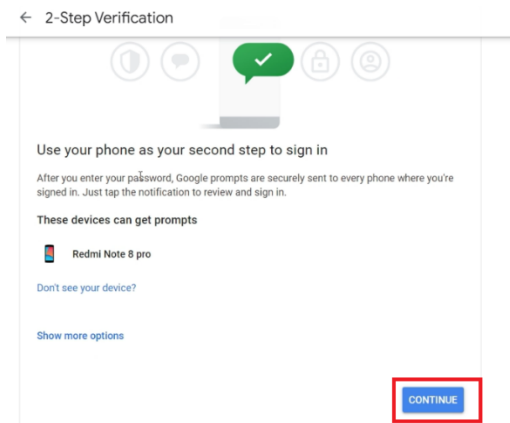 2-Step Verification
Use your phone as your second step to sign in
After you enter your password, Google prompts are securely sent to every phone where you're
signed in. Just tap the notification to review and sign in.
These devices can get prompts
Redmi Note 8 pro
Don't see your device?
Show more options
CONTINUE